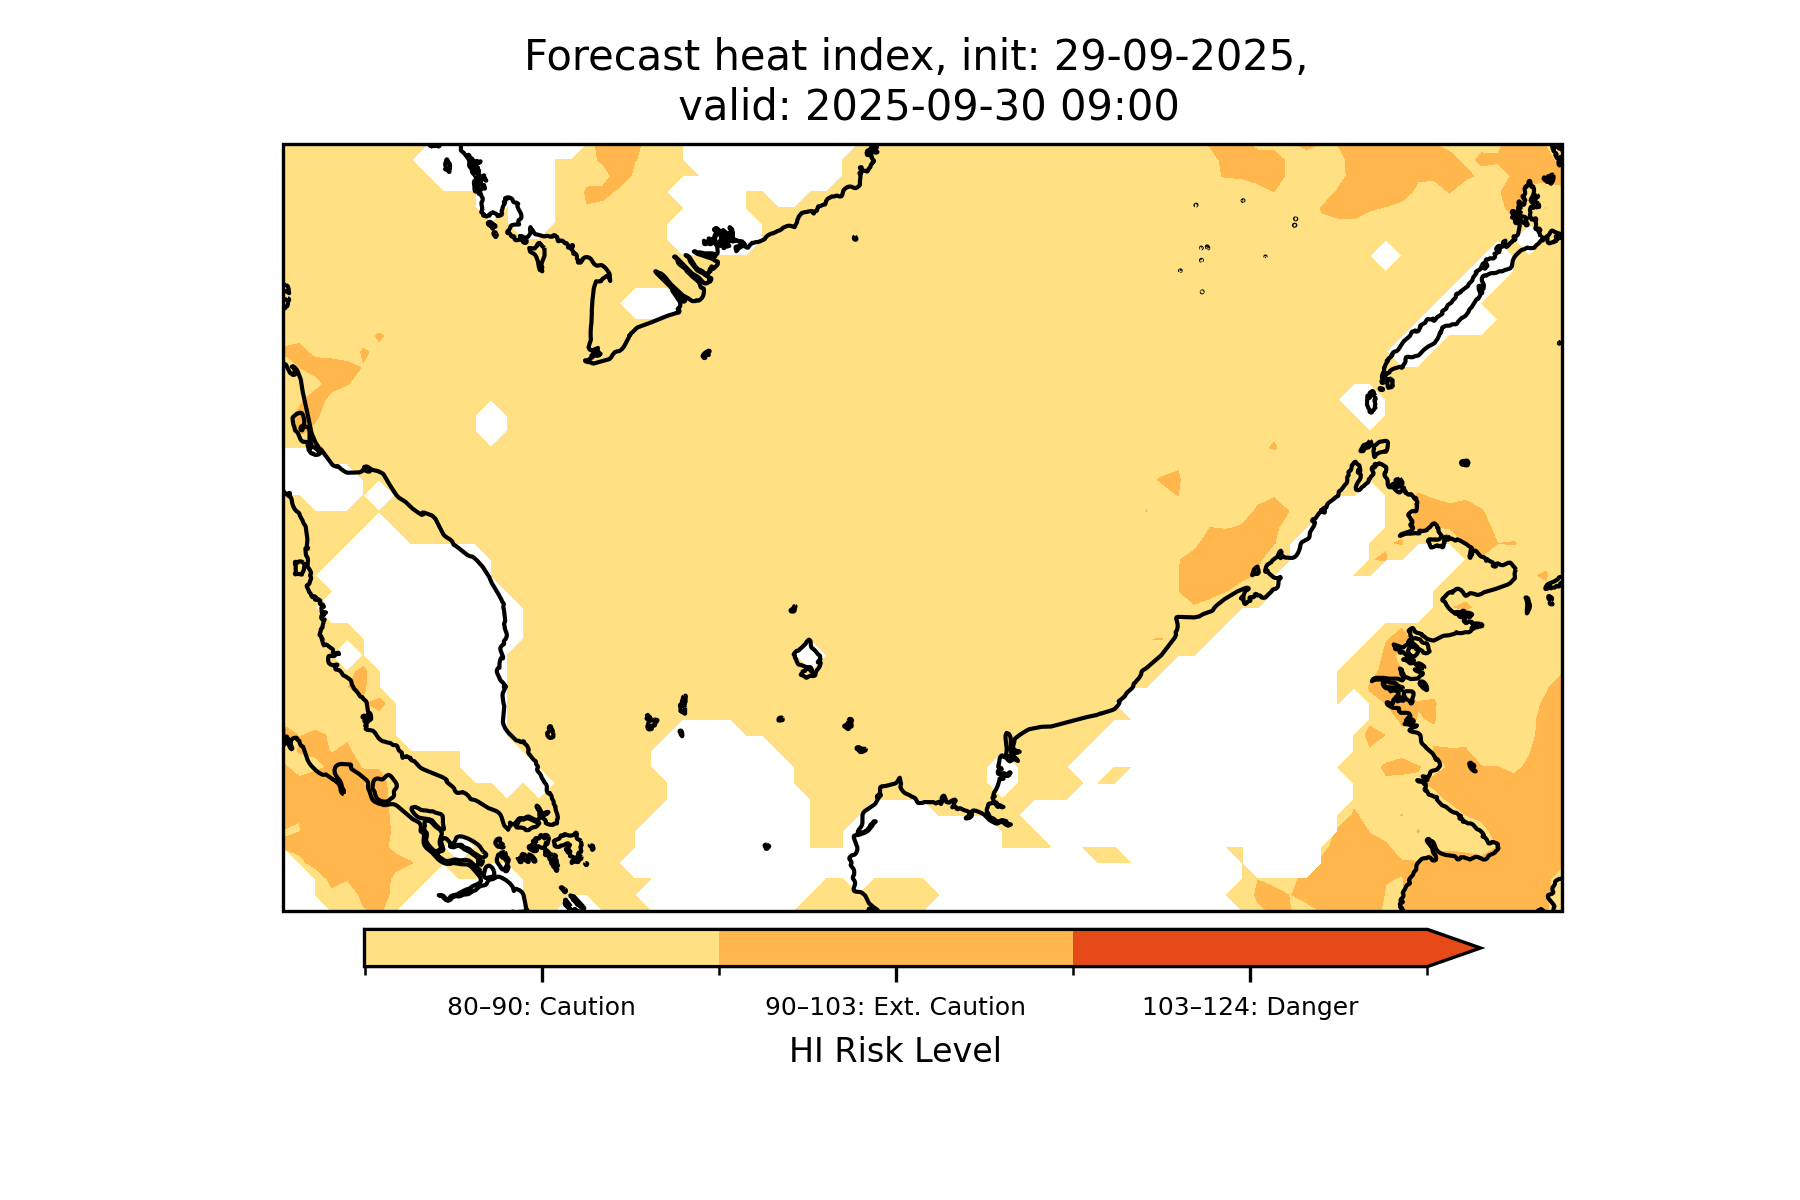 Forecast heat index, init: 29-09-2025,
valid: 2025-09-30 09:00
80–90: Caution
90–103: Ext. Caution
103–124: Danger
HI Risk Level